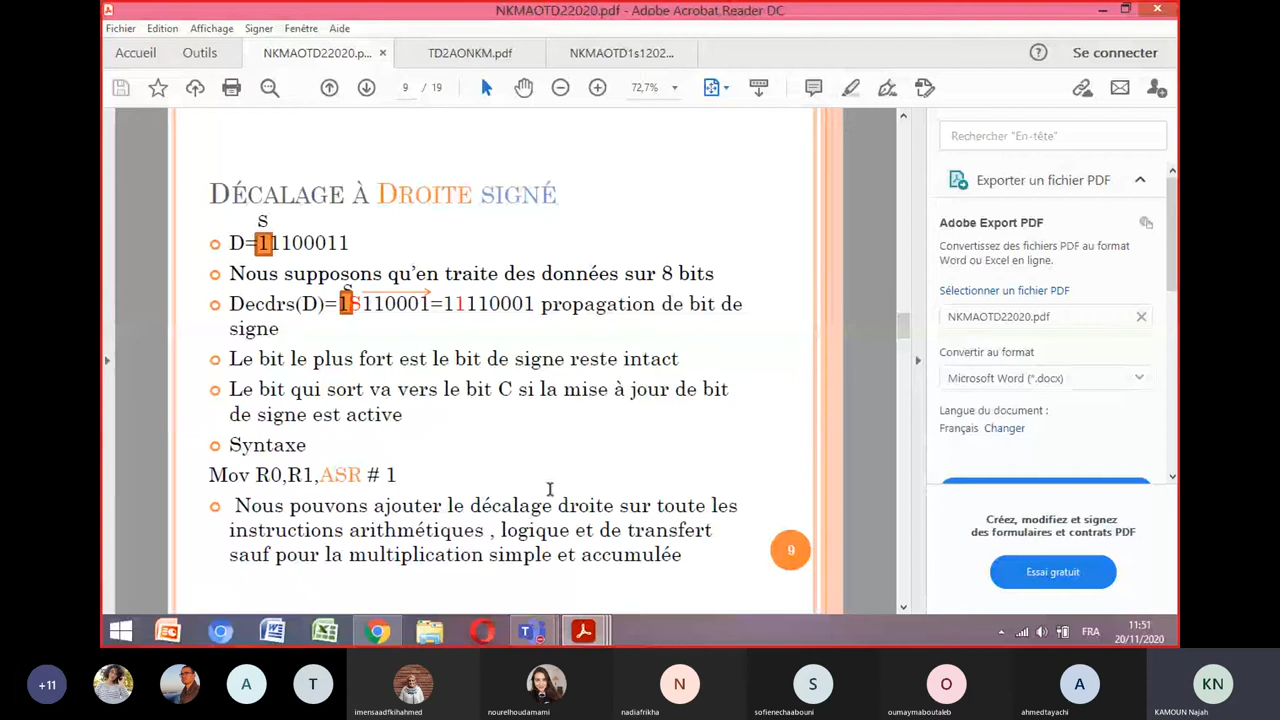 NKMAOTD22020.pdf - Adobe Acrobat Reader DC
Fichier Edition Affichage Signer Fenêtre Aide
Accueil Outils NKMAOTD22020.p... × TD2AONKM.pdf NKMAOTD1s1202... Se connecter
9 / 19 72,7%
Rechercher "En-tête"
Exporter un fichier PDF
Adobe Export PDF
Convertissez des fichiers PDF au format
Word ou Excel en ligne.
Sélectionner un fichier PDF
NKMAOTD22020.pdf
Convertir au format
Microsoft Word (*.docx)
Langue du document :
Français Changer
Créez, modifiez et signez
des formulaires et contrats PDF
Essai gratuit
DÉCALAGE À DROITE SIGNÉ
S
D=11100011
Nous supposons qu'en traite des données sur 8 bits
S
Decdrs(D)=1S110001=11110001 propagation de bit de
signe
Le bit le plus fort est le bit de signe reste intact
Le bit qui sort va vers le bit C si la mise à jour de bit
de signe est active
Syntaxe
Mov R0,R1,ASR # 1
Nous pouvons ajouter le décalage droite sur toute les
instructions arithmétiques , logique et de transfert
sauf pour la multiplication simple et accumulée
9
FRA
11:51
20/11/2020
+11 A T N S O A KN
imensaadfkihahmed nourelhoudamami nadiafrikha sofienechaabouni oumaymaboutaleb ahmedtayachi KAMOUN Najah